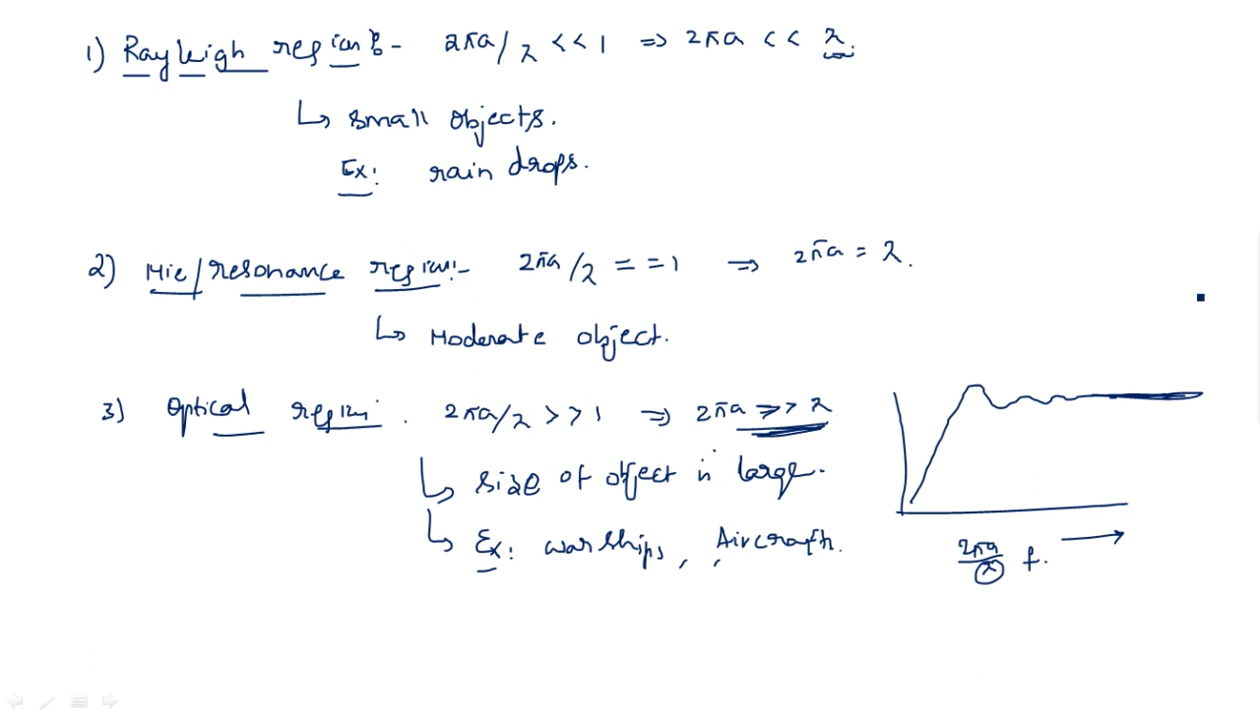 1) Rayleigh region:- 2πa/λ << 1 ⇒ 2πa << λ.
↳ small objects.
Ex: rain drops.
2) Mie/resonance region:- 2πa/λ = = 1 ⇒ 2πa = λ.
↳ Moderate object.
3) Optical region. 2πa/λ >> 1 ⇒ 2πa >> λ
↳ size of object is large.
↳ Ex: warships, Aircraft.
2πa/λ f. →